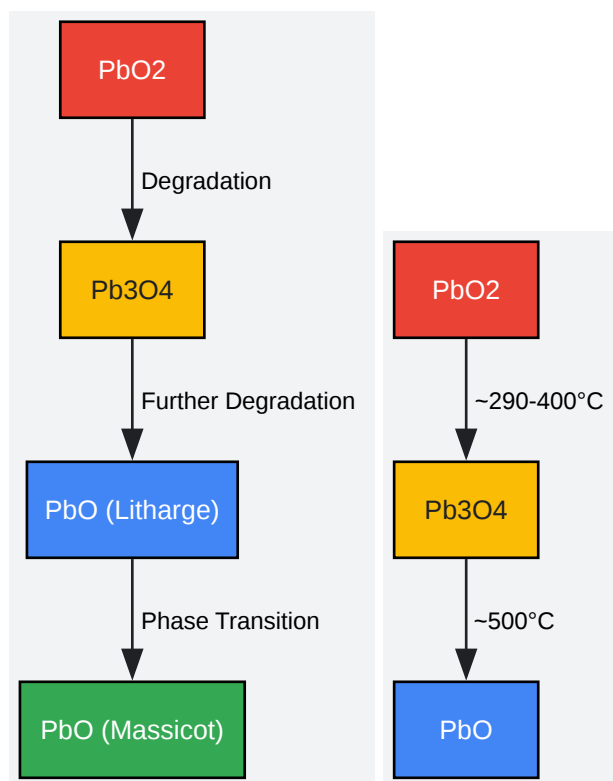 PbO2
Degradation
Pb3O4
Further Degradation
PbO (Litharge)
Phase Transition
PbO (Massicot)
PbO2
~290-400°C
Pb3O4
~500°C
PbO